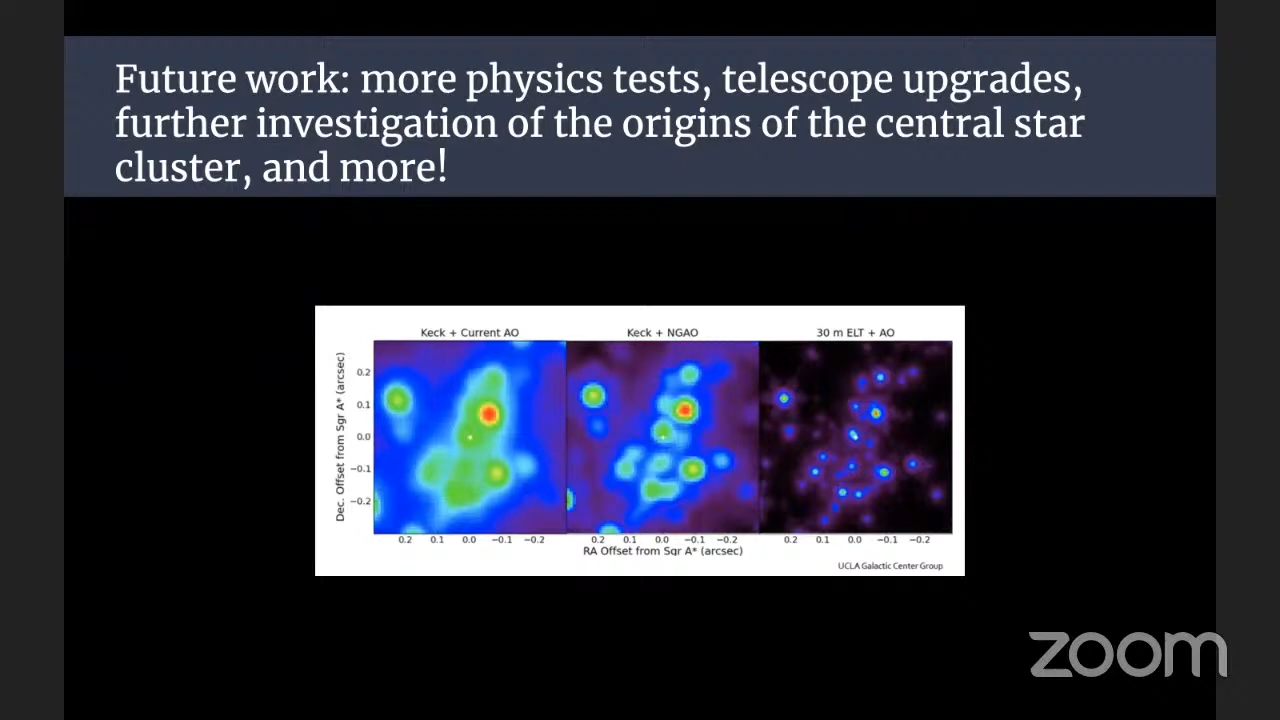 Future work: more physics tests, telescope upgrades,
further investigation of the origins of the central star
cluster, and more!
Keck + Current AO
Keck + NGAO
30 m ELT + AO
Dec. Offset from Sgr A* (arcsec)
0.2
0.1
0.0
−0.1
−0.2
0.2 0.1 0.0 −0.1 −0.2
0.2 0.1 0.0 −0.1 −0.2
0.2 0.1 0.0 −0.1 −0.2
RA Offset from Sgr A* (arcsec)
UCLA Galactic Center Group
zoom